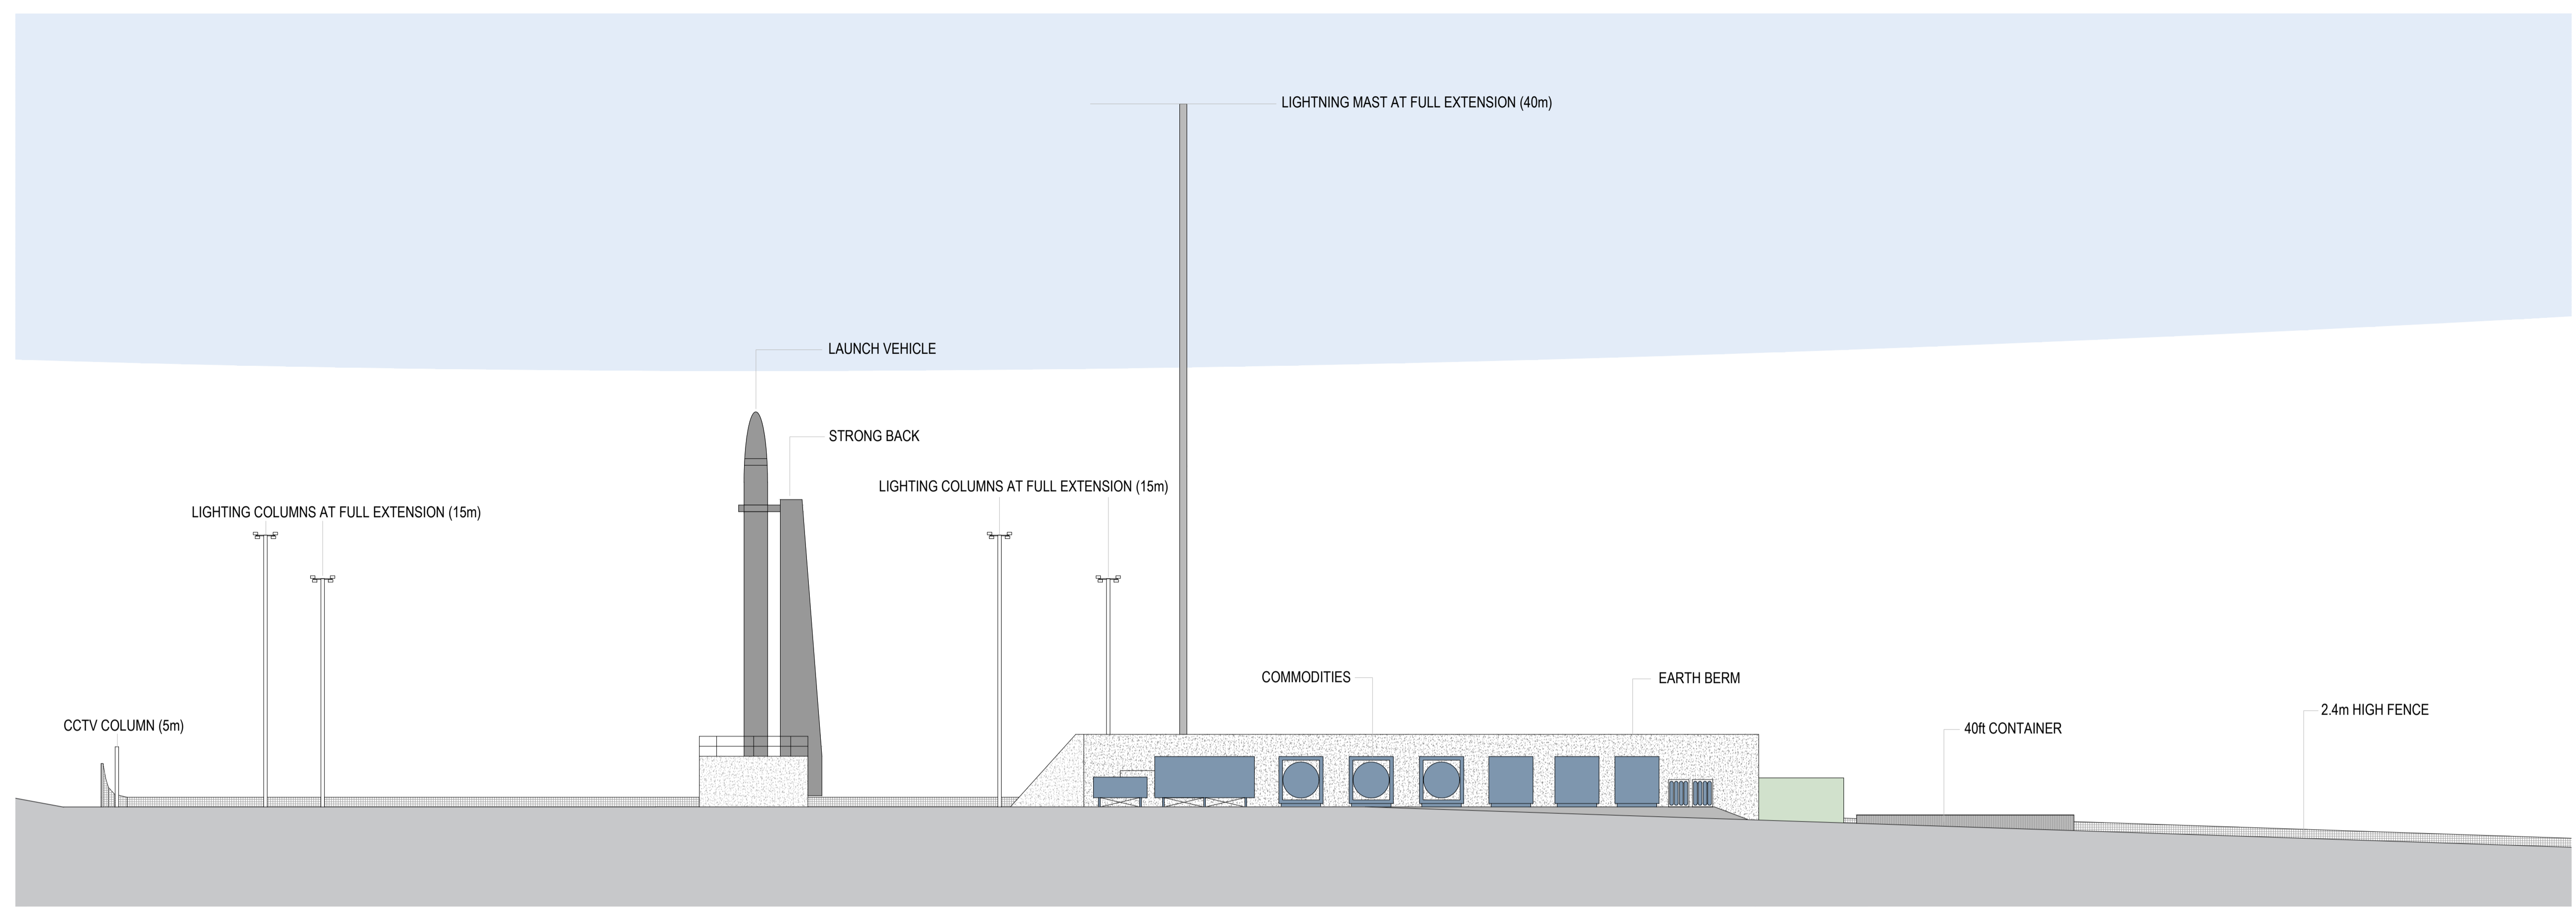 LIGHTNING MAST AT FULL EXTENSION (40m)
LAUNCH VEHICLE
STRONG BACK
LIGHTING COLUMNS AT FULL EXTENSION (15m)
LIGHTING COLUMNS AT FULL EXTENSION (15m)
COMMODITIES
EARTH BERM
2.4m HIGH FENCE
CCTV COLUMN (5m)
40ft CONTAINER